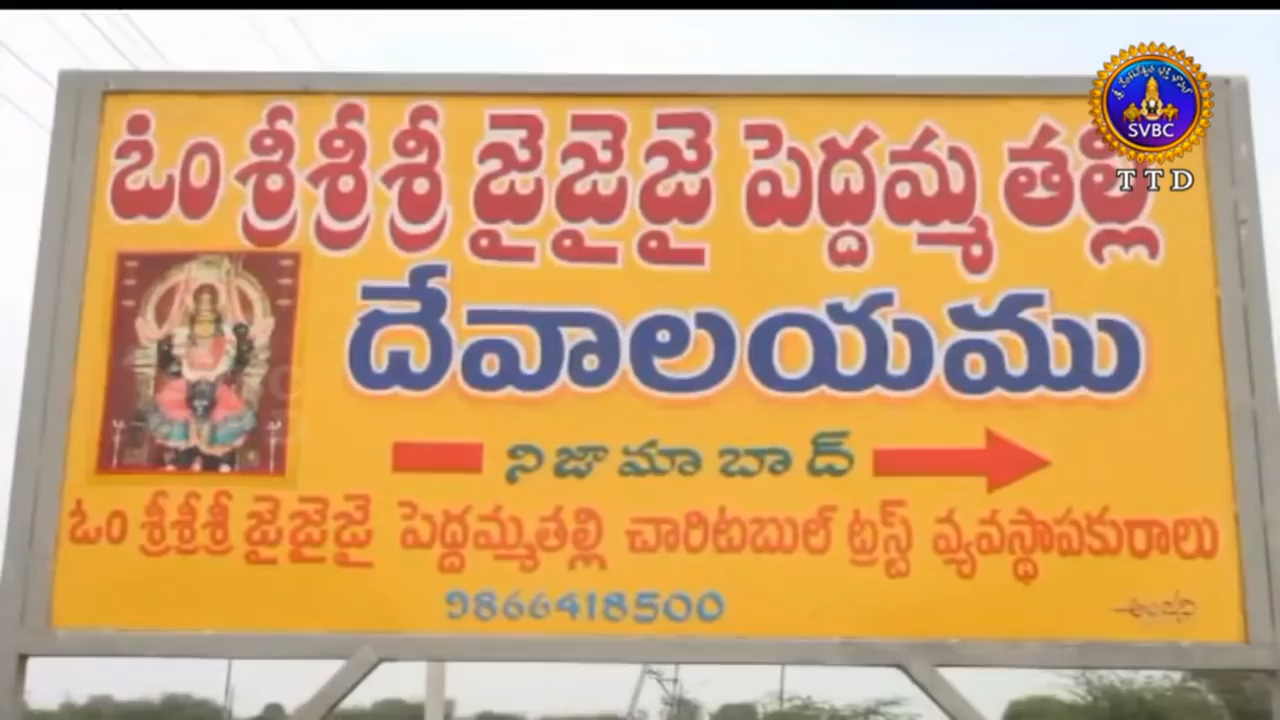 ఓం శ్రీశ్రీశ్రీ జైజైజై పెద్దమ్మ తల్లి
దేవాలయము
నిజామాబాద్
ఓం శ్రీశ్రీశ్రీ జైజైజై పెద్దమ్మతల్లి చారిటబుల్ ట్రస్ట్ వ్యవస్థాపకురాలు
9866418500
SVBC
TTD